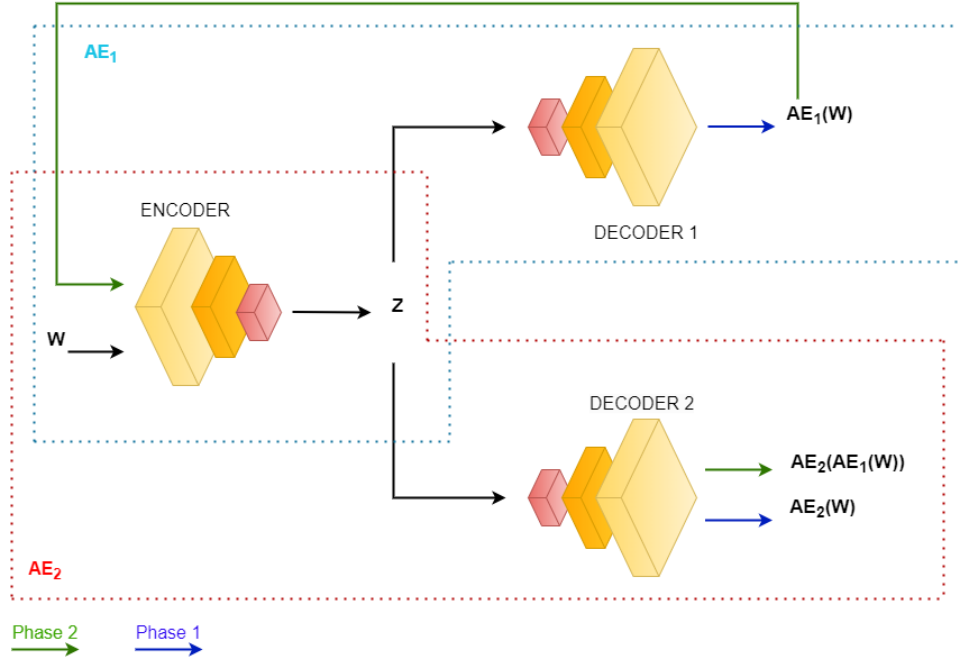 AE₁
AE₁(W)
ENCODER
DECODER 1
Z
W
DECODER 2
AE₂(AE₁(W))
AE₂(W)
AE₂
Phase 2
Phase 1